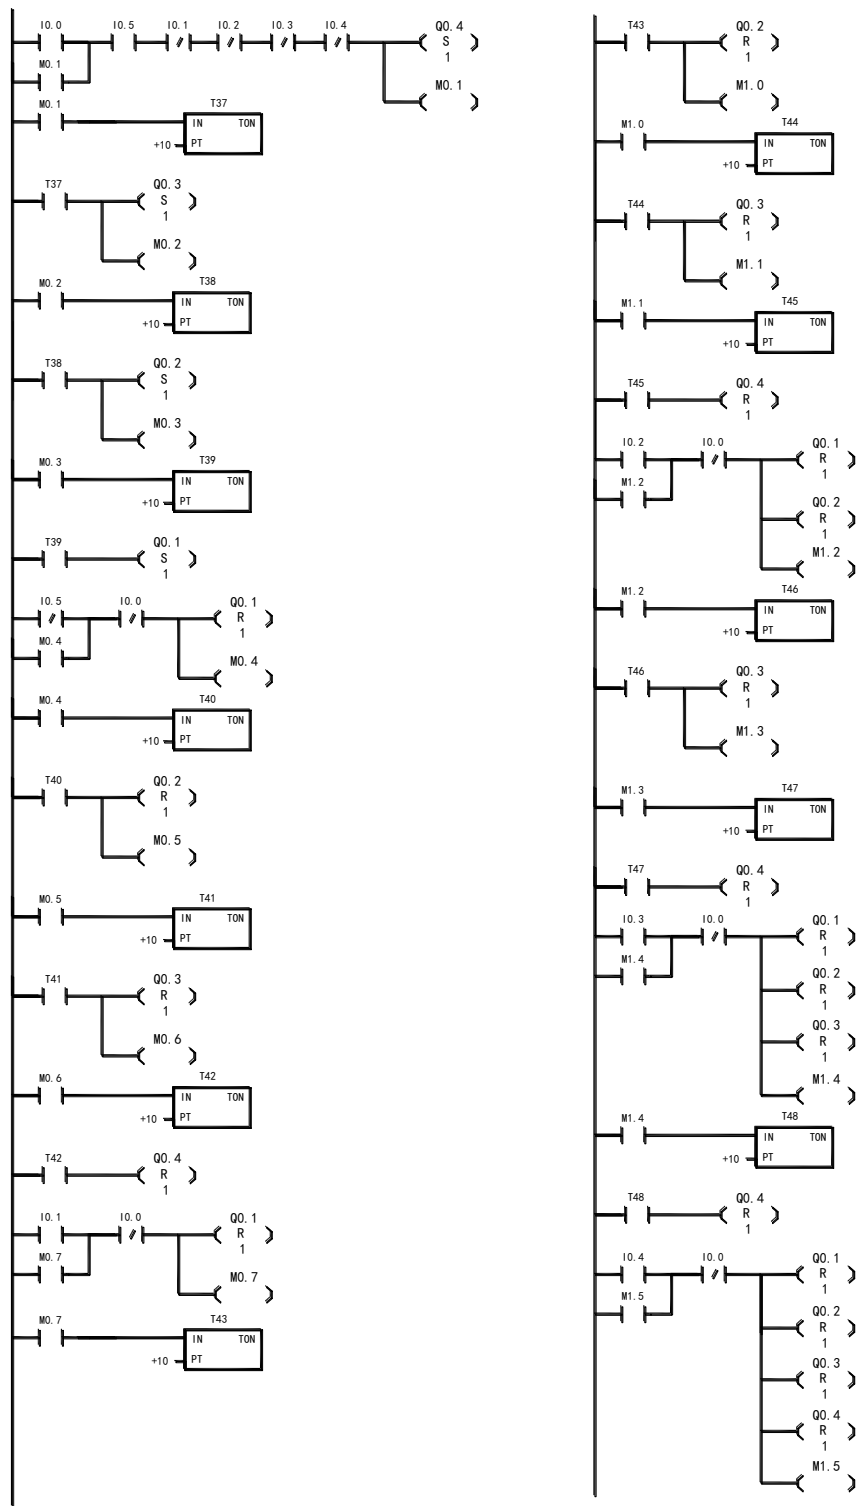 I0.0 I0.5 I0.1 I0.2 I0.3 I0.4 Q0.4
S
1
M0.1 M0.1
M0.1 T37
IN TON
+10 PT
T37 Q0.3
S
1
M0.2
M0.2 T38
IN TON
+10 PT
T38 Q0.2
S
1
M0.3
M0.3 T39
IN TON
+10 PT
T39 Q0.1
S
1
I0.5 I0.0 Q0.1
R
1
M0.4 M0.4
M0.4 T40
IN TON
+10 PT
T40 Q0.2
R
1
M0.5
M0.5 T41
IN TON
+10 PT
T41 Q0.3
R
1
M0.6
M0.6 T42
IN TON
+10 PT
T42 Q0.4
R
1
I0.1 I0.0 Q0.1
R
1
M0.7 M0.7
M0.7 T43
IN TON
+10 PT
T43 Q0.2
R
1
M1.0
M1.0 T44
IN TON
+10 PT
T44 Q0.3
R
1
M1.1
M1.1 T45
IN TON
+10 PT
T45 Q0.4
R
1
I0.2 I0.0 Q0.1
R
1
M1.2 Q0.2
R
1
M1.2
M1.2 T46
IN TON
+10 PT
T46 Q0.3
R
1
M1.3
M1.3 T47
IN TON
+10 PT
T47 Q0.4
R
1
I0.3 I0.0 Q0.1
R
1
M1.4 Q0.2
R
1
Q0.3
R
1
M1.4
M1.4 T48
IN TON
+10 PT
T48 Q0.4
R
1
I0.4 I0.0 Q0.1
R
1
M1.5 Q0.2
R
1
Q0.3
R
1
Q0.4
R
1
M1.5